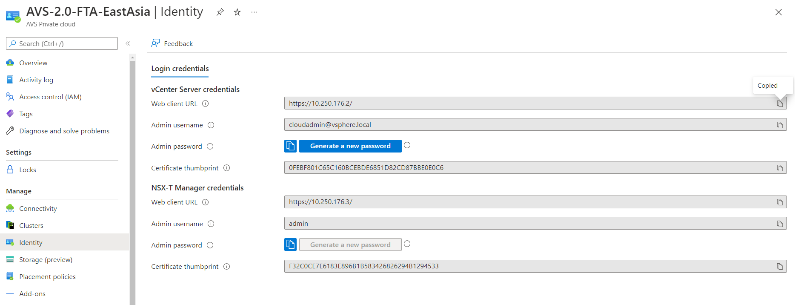 AVS-2.0-FTA-EastAsia | Identity
AVS Private cloud
Search (Ctrl+/)
Feedback
Overview
Activity log
Access control (IAM)
Tags
Diagnose and solve problems
Settings
Locks
Manage
Connectivity
Clusters
Identity
Storage (preview)
Placement policies
Add-ons
Login credentials
Copied
vCenter Server credentials
Web client URL https://10.250.176.2/
Admin username cloudadmin@vsphere.local
Admin password Generate a new password
Certificate thumbprint
NSX-T Manager credentials
Web client URL https://10.250.176.3/
Admin username admin
Admin password Generate a new password
Certificate thumbprint